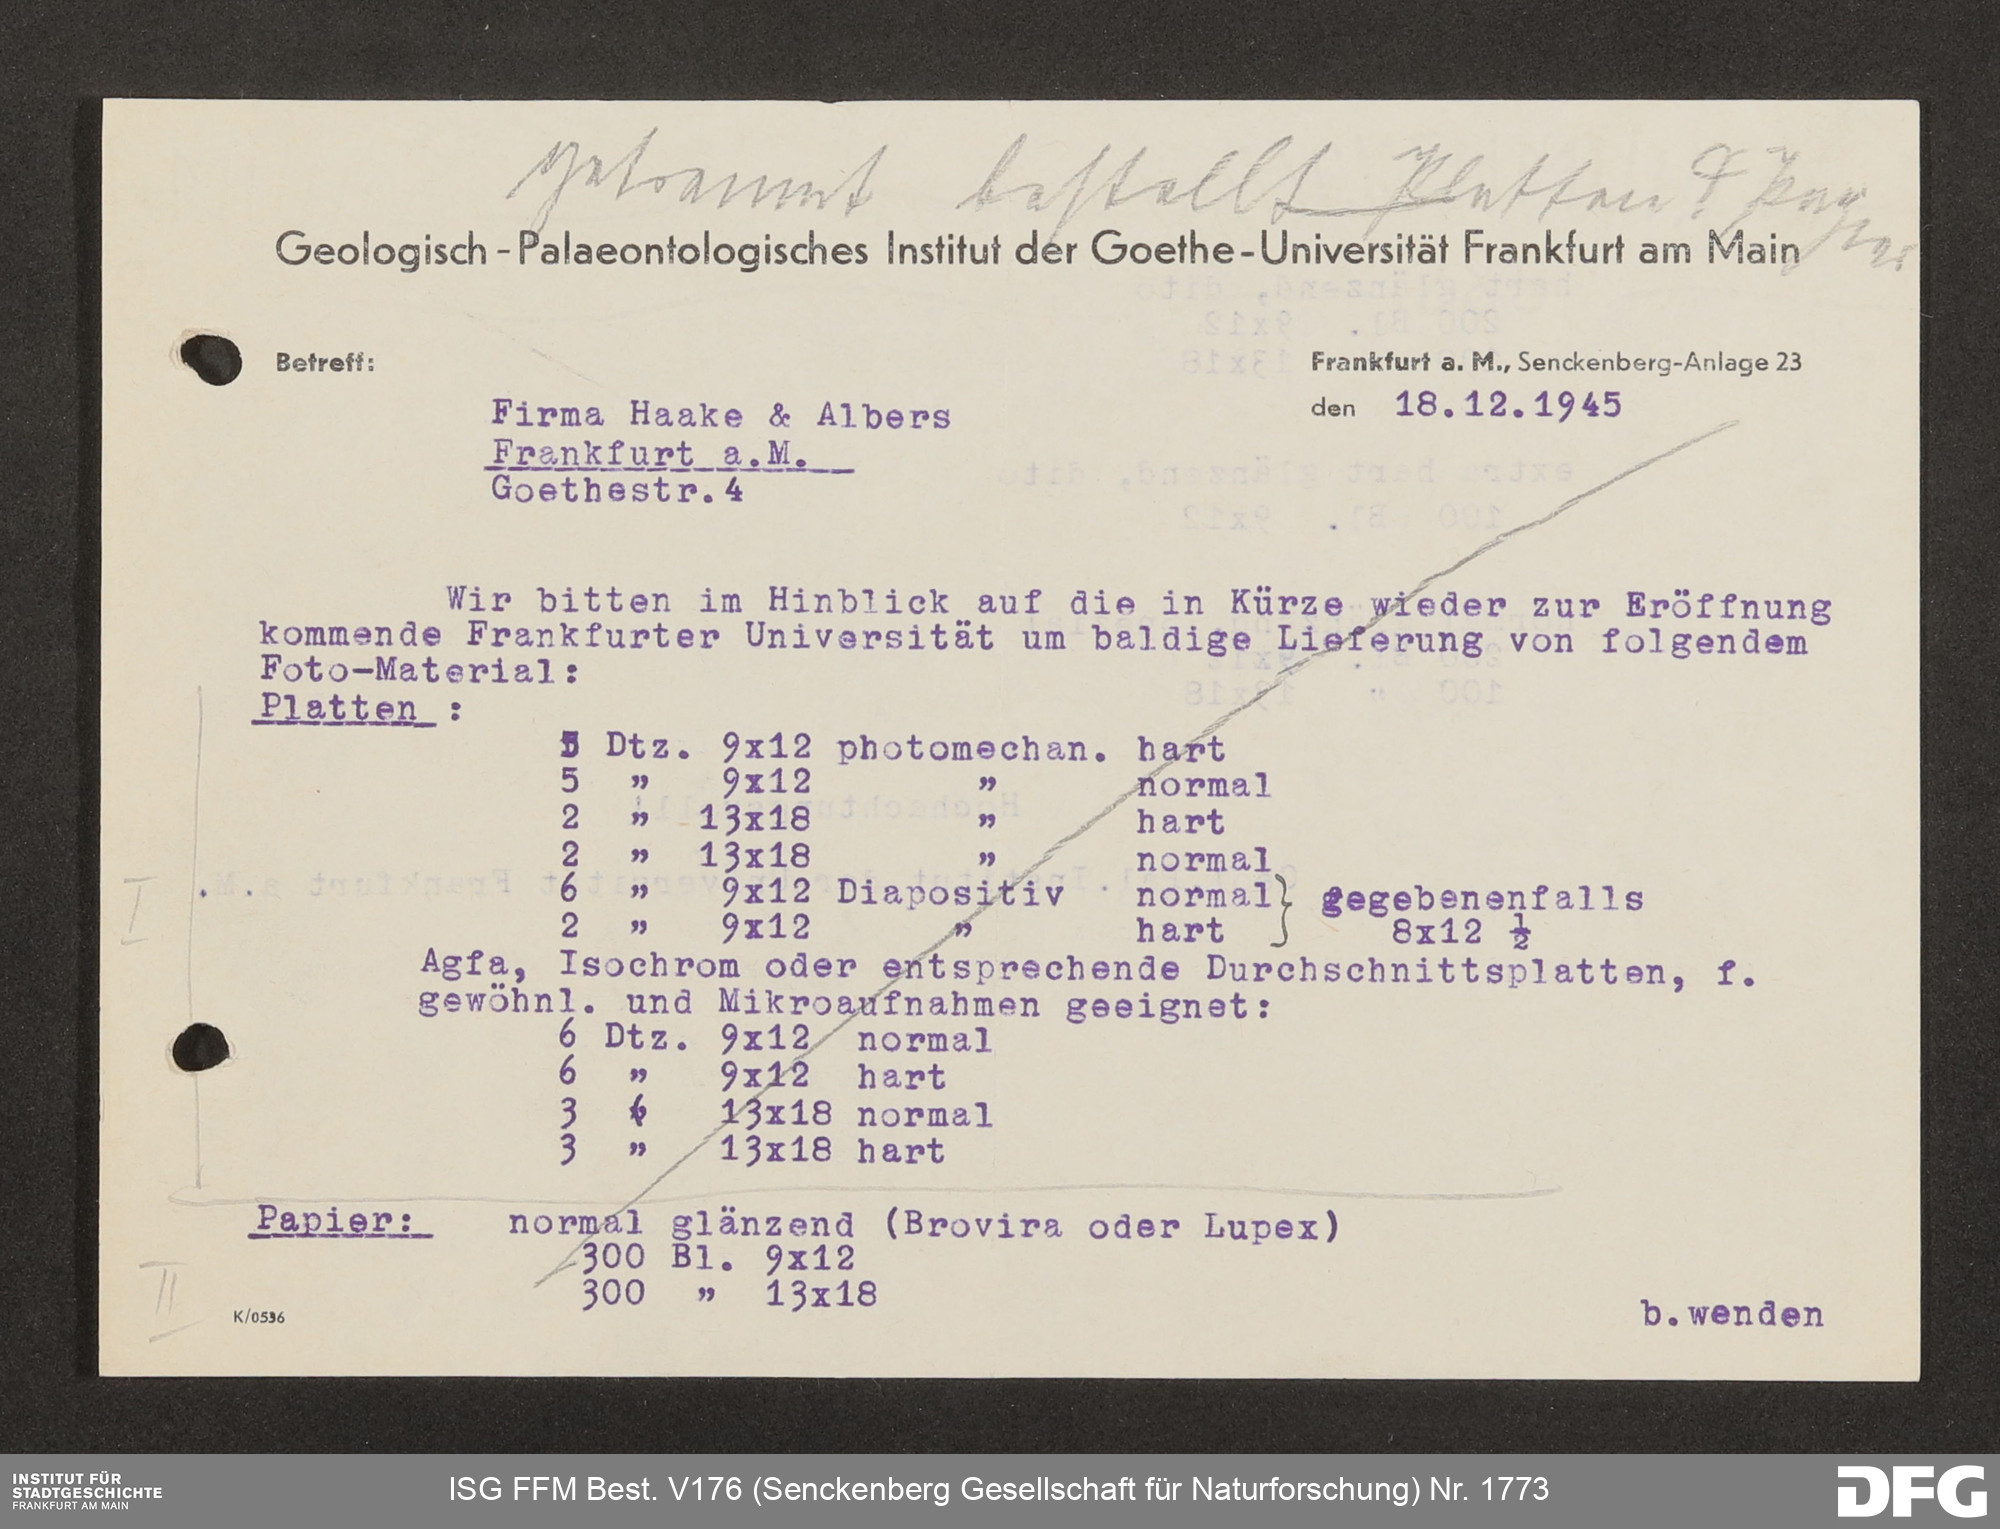 getrennt bestellt Platten & Papier
Geologisch-Palaeontologisches Institut der Goethe-Universität Frankfurt am Main
Betreff:
Frankfurt a. M., Senckenberg-Anlage 23
den 18.12.1945
Firma Haake & Albers
Frankfurt a.M.
Goethestr.4
Wir bitten im Hinblick auf die in Kürze wieder zur Eröffnung
kommende Frankfurter Universität um baldige Lieferung von folgendem
Foto-Material:
Platten :
5 Dtz. 9x12 photomechan. hart
5 " 9x12 " normal
2 " 13x18 " hart
2 " 13x18 " normal
6 " 9x12 Diapositiv normal} gegebenenfalls
2 " 9x12 " hart 8x12 ½
Agfa, Isochrom oder entsprechende Durchschnittsplatten, f.
gewöhnl. und Mikroaufnahmen geeignet:
6 Dtz. 9x12 normal
6 " 9x12 hart
3 6 13x18 normal
3 " 13x18 hart
I
Papier: normal glänzend (Brovira oder Lupex)
300 Bl. 9x12
300 " 13x18
II
K/0536
b.wenden
INSTITUT FÜR
STADTGESCHICHTE
FRANKFURT AM MAIN
ISG FFM Best. V176 (Senckenberg Gesellschaft für Naturforschung) Nr. 1773
DFG